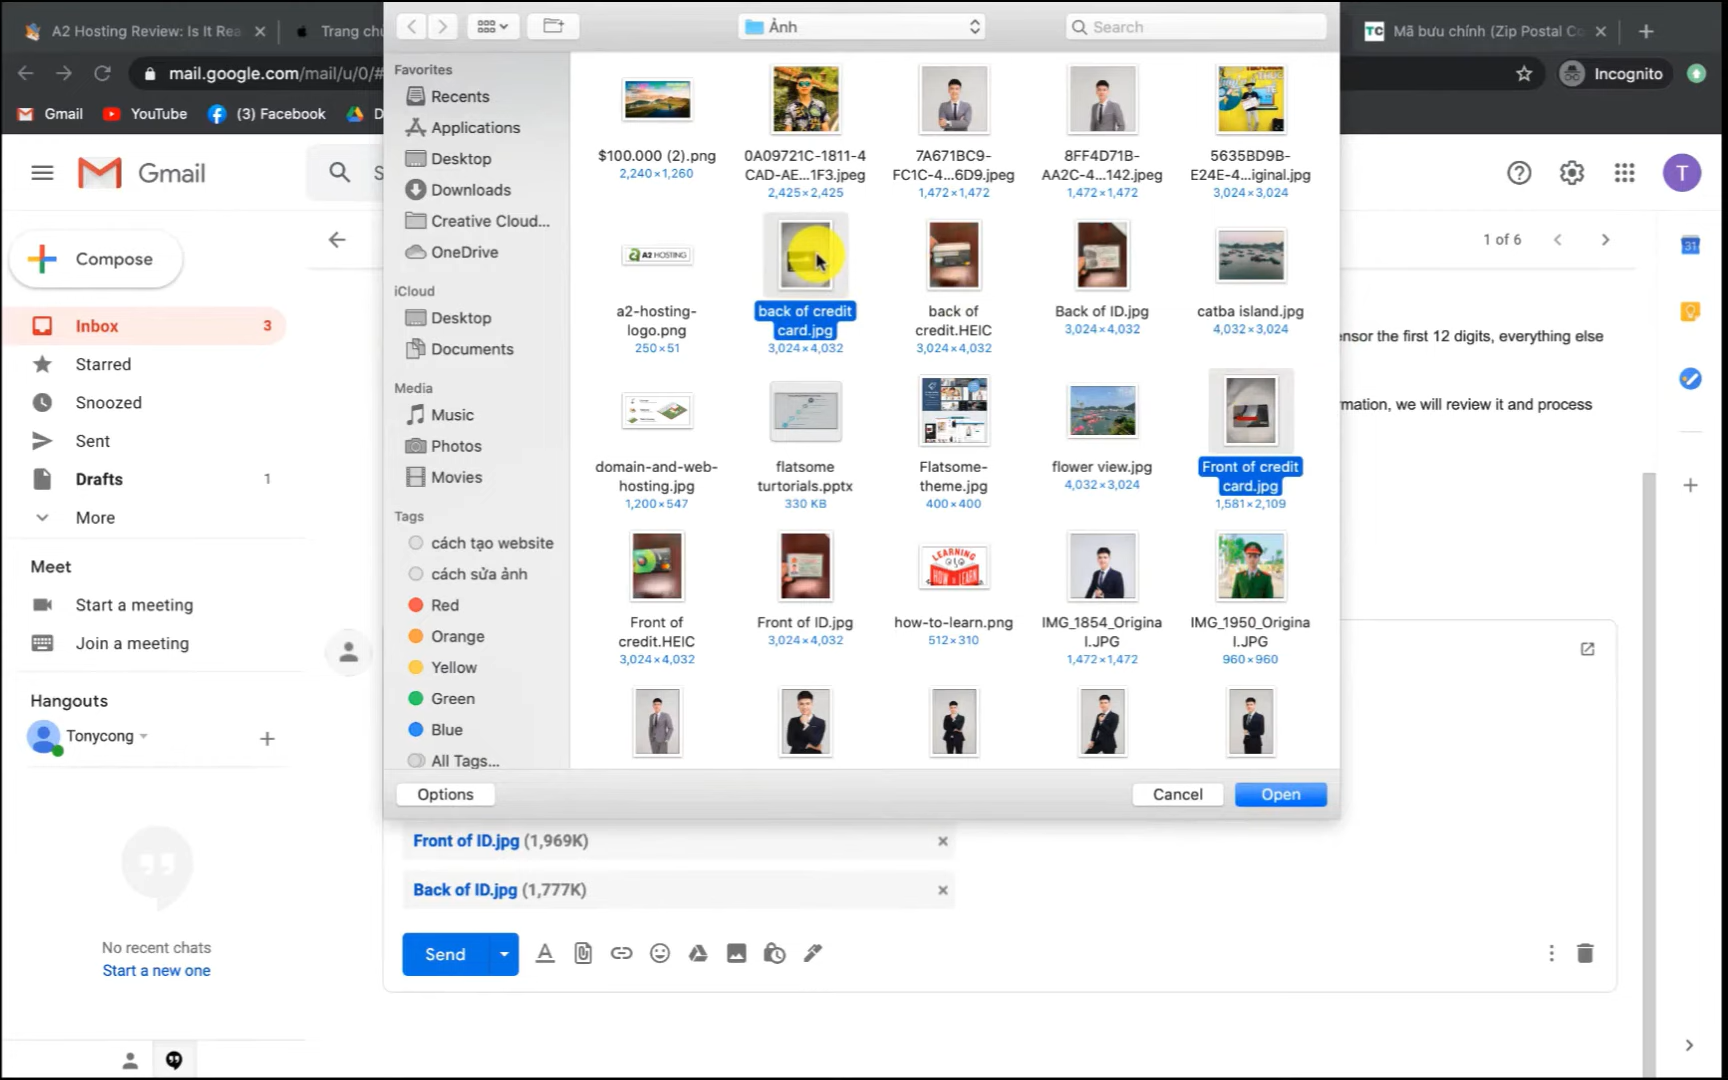 A2 Hosting Review: Is It Rea
Trang chủ
Mã bưu chính (Zip Postal Co
mail.google.com/mail/u/0/#
Incognito
Gmail
YouTube
(3) Facebook
D
Gmail
S
T
Compose
1 of 6
Inbox 3
Starred
Snoozed
Sent
Drafts 1
More
Meet
Start a meeting
Join a meeting
Hangouts
Tonycong
No recent chats
Start a new one
Ảnh
Search
Favorites
Recents
Applications
Desktop
Downloads
Creative Cloud...
OneDrive
iCloud
Desktop
Documents
Media
Music
Photos
Movies
Tags
cách tạo website
cách sửa ảnh
Red
Orange
Yellow
Green
Blue
All Tags...
$100.000 (2).png
2,240×1,260
0A09721C-1811-4
CAD-AE...1F3.jpeg
2,425×2,425
7A671BC9-
FC1C-4...6D9.jpeg
1,472×1,472
8FF4D71B-
AA2C-4...142.jpeg
1,472×1,472
5635BD9B-
E24E-4...iginal.jpg
3,024×3,024
A2 HOSTING
a2-hosting-
logo.png
250×51
back of credit
card.jpg
3,024×4,032
back of
credit.HEIC
3,024×4,032
Back of ID.jpg
3,024×4,032
catba island.jpg
4,032×3,024
domain-and-web-
hosting.jpg
1,200×547
flatsome
turtorials.pptx
330 KB
Flatsome-
theme.jpg
400×400
flower view.jpg
4,032×3,024
Front of credit
card.jpg
1,581×2,109
Front of
credit.HEIC
3,024×4,032
Front of ID.jpg
3,024×4,032
LEARNING
HOW TO LEARN
how-to-learn.png
512×310
IMG_1854_Origina
l.JPG
1,472×1,472
IMG_1950_Origina
l.JPG
960×960
Options
Cancel
Open
ensor the first 12 digits, everything else
rmation, we will review it and process
Front of ID.jpg (1,969K)
Back of ID.jpg (1,777K)
Send
31